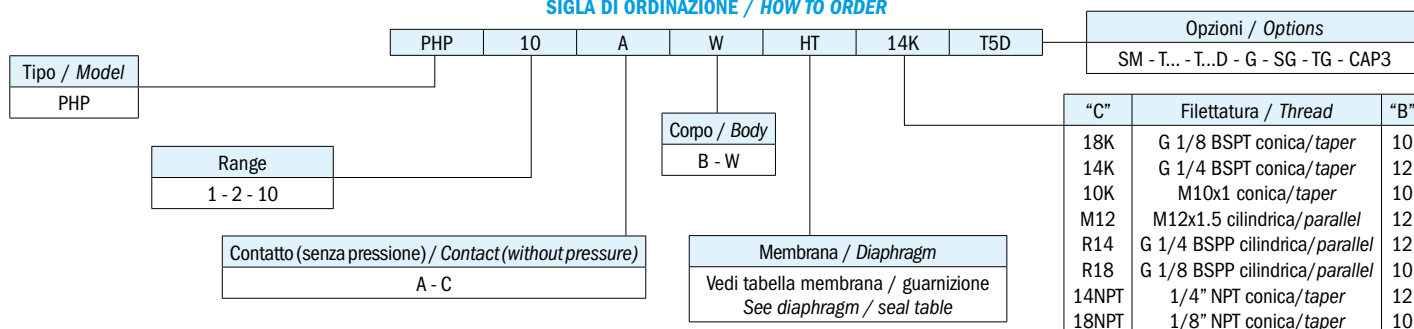 SIGLA DI ORDINAZIONE / HOW TO ORDER
PHP 10 A W HT 14K T5D
Opzioni / Options
SM - T... - T...D - G - SG - TG - CAP3
Tipo / Model
PHP
Range
1 - 2 - 10
Contatto (senza pressione) / Contact (without pressure)
A - C
Corpo / Body
B - W
Membrana / Diaphragm
Vedi tabella membrana / guarnizione
See diaphragm / seal table
“C” Filettatura / Thread “B”
18K G 1/8 BSPT conica/taper 10
14K G 1/4 BSPT conica/taper 12
10K M10x1 conica/taper 10
M12 M12x1.5 cilindrica/parallel 12
R14 G 1/4 BSPP cilindrica/parallel 12
R18 G 1/8 BSPP cilindrica/parallel 10
14NPT 1/4” NPT conica/taper 12
18NPT 1/8” NPT conica/taper 10